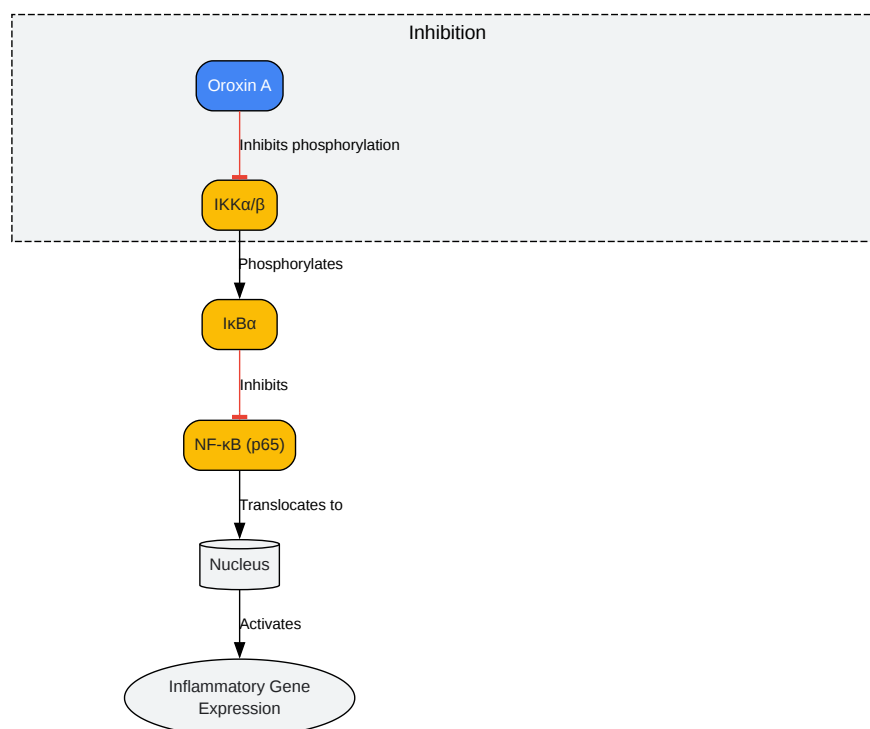 Inhibition
Oroxin A
Inhibits phosphorylation
IKKα/β
Phosphorylates
IκBα
Inhibits
NF-κB (p65)
Translocates to
Nucleus
Activates
Inflammatory Gene
Expression